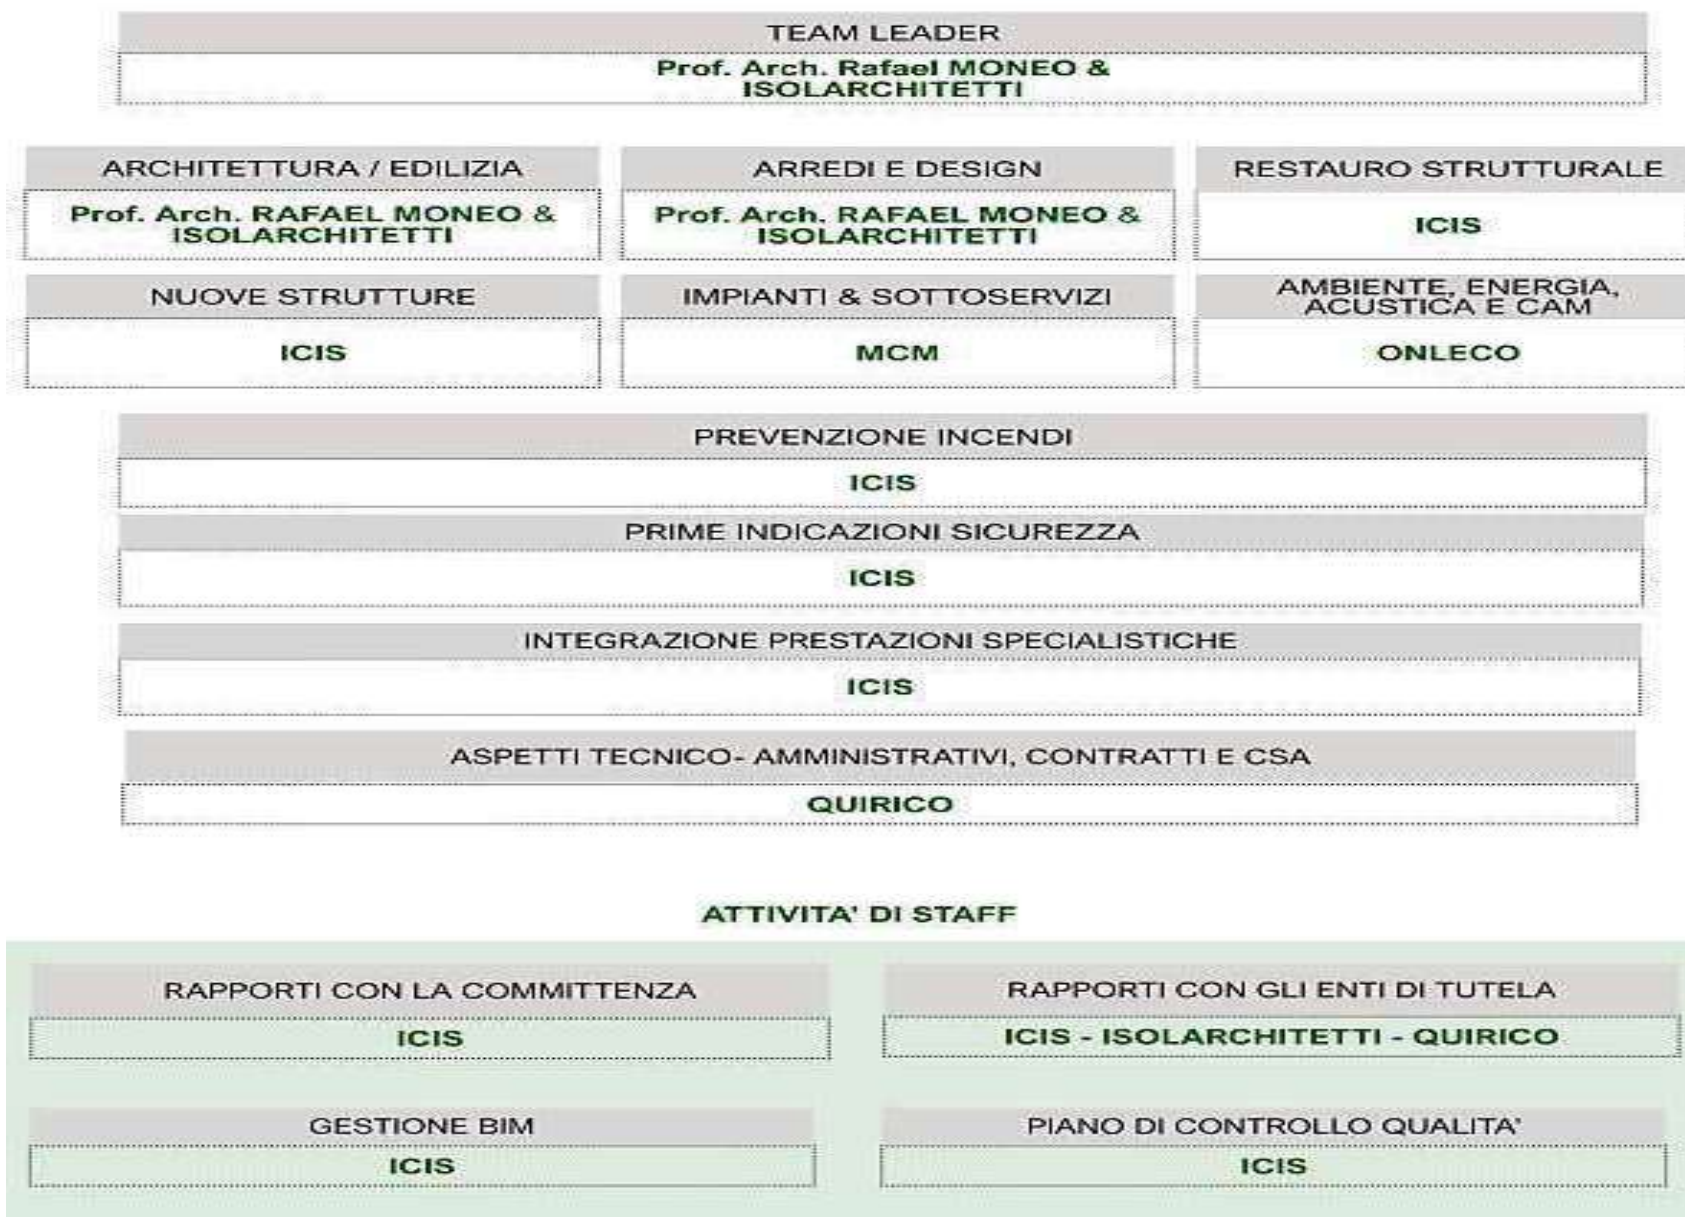 TEAM LEADER
Prof. Arch. Rafael MONEO &
ISOLARCHITETTI
ARCHITETTURA / EDILIZIA
Prof. Arch. RAFAEL MONEO &
ISOLARCHITETTI
ARREDI E DESIGN
Prof. Arch. RAFAEL MONEO &
ISOLARCHITETTI
RESTAURO STRUTTURALE
ICIS
NUOVE STRUTTURE
ICIS
IMPIANTI & SOTTOSERVIZI
MCM
AMBIENTE, ENERGIA,
ACUSTICA E CAM
ONLECO
PREVENZIONE INCENDI
ICIS
PRIME INDICAZIONI SICUREZZA
ICIS
INTEGRAZIONE PRESTAZIONI SPECIALISTICHE
ICIS
ASPETTI TECNICO- AMMINISTRATIVI, CONTRATTI E CSA
QUIRICO
ATTIVITA' DI STAFF
RAPPORTI CON LA COMMITTENZA
ICIS
RAPPORTI CON GLI ENTI DI TUTELA
ICIS - ISOLARCHITETTI - QUIRICO
GESTIONE BIM
ICIS
PIANO DI CONTROLLO QUALITA'
ICIS